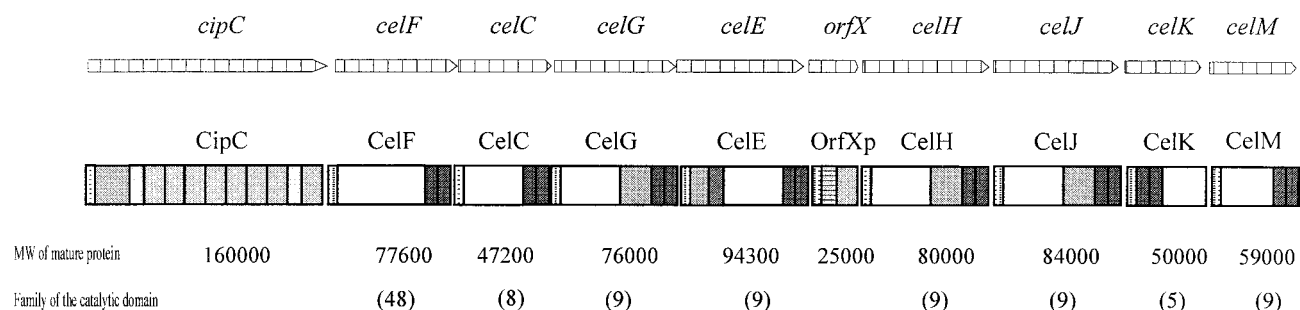 cipC celF celC celG celE orfX celH celJ celK celM
CipC CelF CelC CelG CelE OrfXp CelH CelJ CelK CelM
MW of mature protein 160000 77600 47200 76000 94300 25000 80000 84000 50000 59000
Family of the catalytic domain (48) (8) (9) (9) (9) (9) (5) (9)